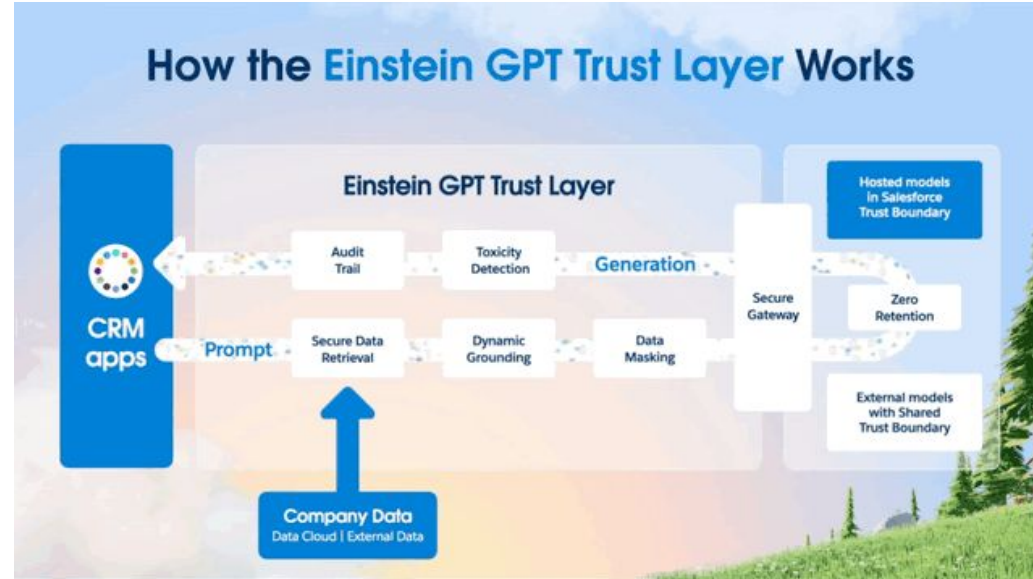 How the Einstein GPT Trust Layer Works
Einstein GPT Trust Layer
CRM
apps
Audit
Trail
Toxicity
Detection
Generation
Prompt
Secure Data
Retrieval
Dynamic
Grounding
Data
Masking
Secure
Gateway
Hosted models
in Salesforce
Trust Boundary
Zero
Retention
External models
with Shared
Trust Boundary
Company Data
Data Cloud | External Data